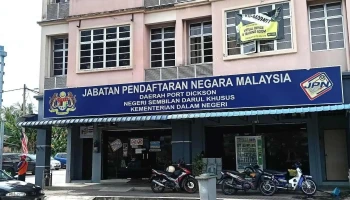 JABATAN PENDAFTARAN NEGARA MALAYSIA
DAERAH PORT DICKSON
NEGERI SEMBILAN DARUL KHUSUS
KEMENTERIAN DALAM NEGERI
JPN